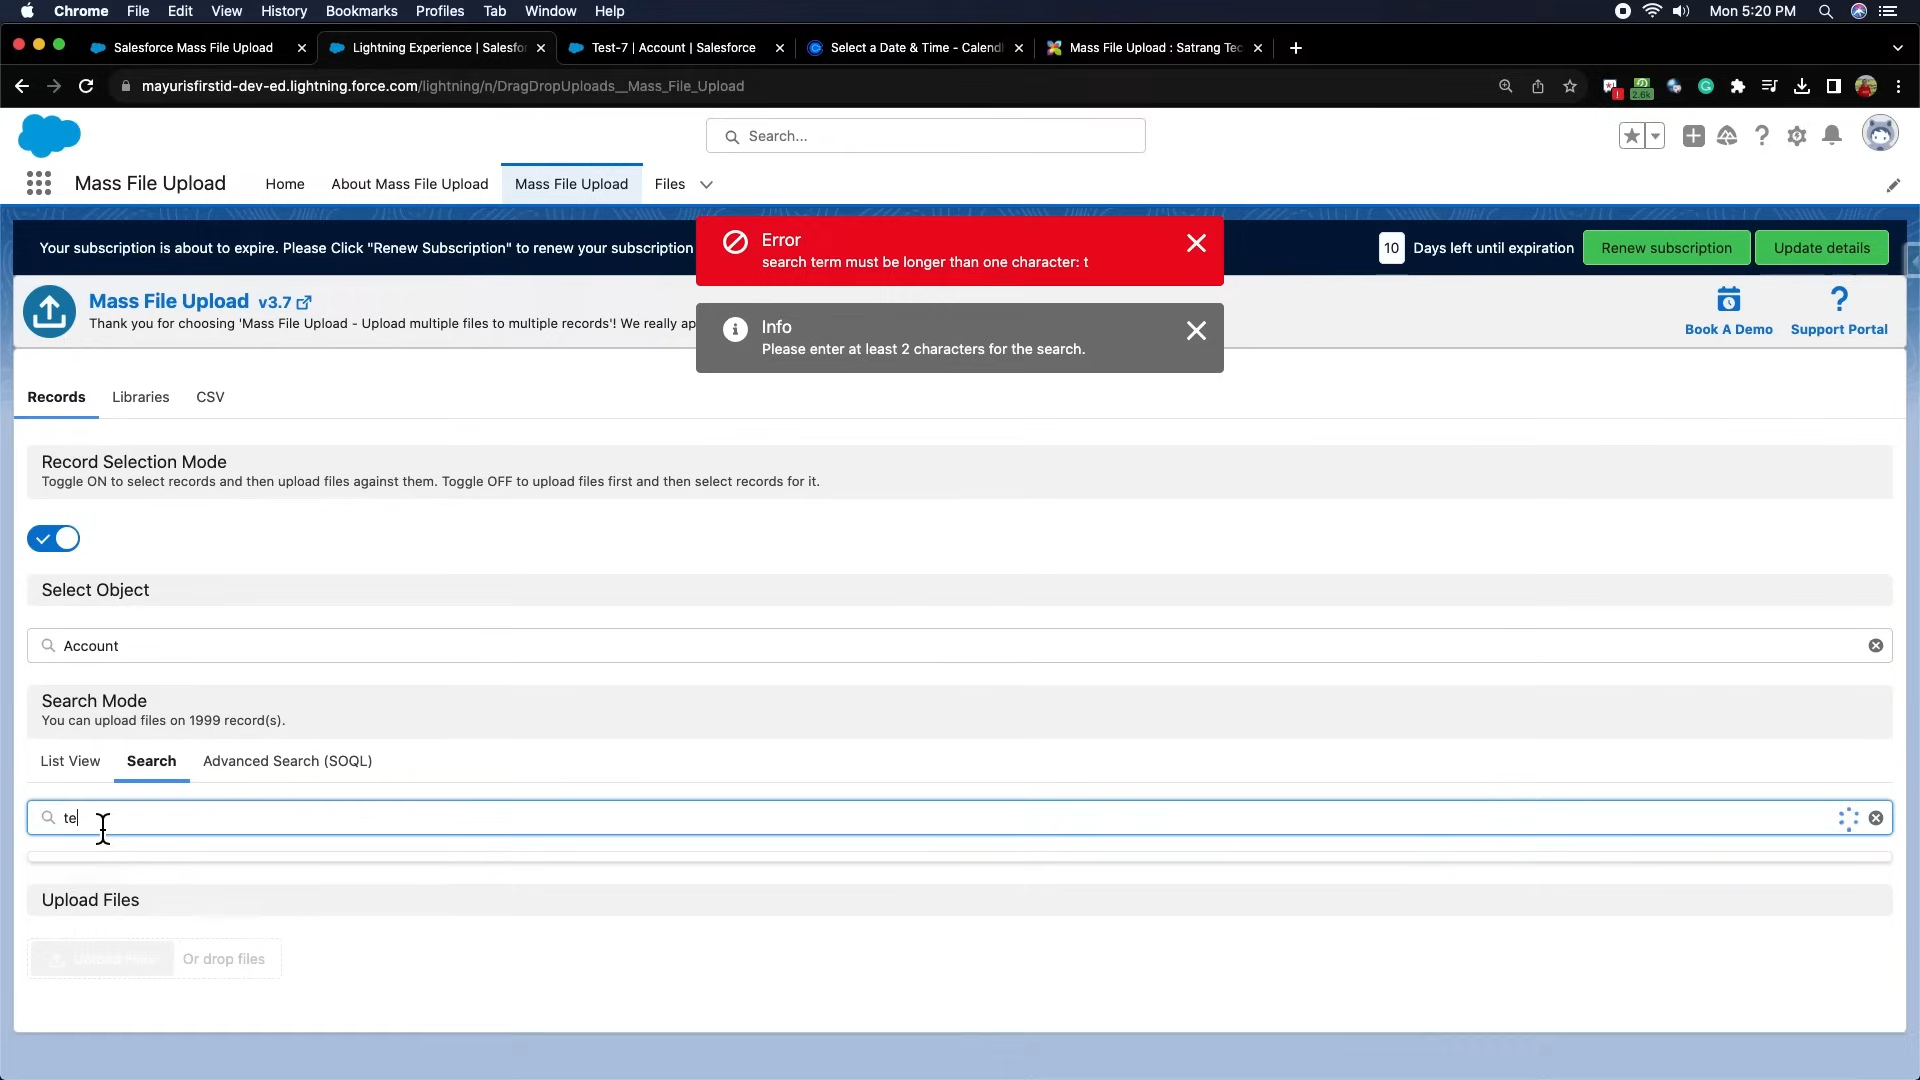 Chrome File Edit View History Bookmarks Profiles Tab Window Help Mon 5:20 PM
Salesforce Mass File Upload Lightning Experience | Salesfor Test-7 | Account | Salesforce Select a Date & Time - Calend Mass File Upload : Satrang Tec
mayurisfirstid-dev-ed.lightning.force.com/lightning/n/DragDropUploads__Mass_File_Upload 2.6k
Search...
Mass File Upload Home About Mass File Upload Mass File Upload Files
Your subscription is about to expire. Please Click "Renew Subscription" to renew your subscription 10 Days left until expiration Renew subscription Update details
Error
search term must be longer than one character: t
Mass File Upload v3.7
Thank you for choosing 'Mass File Upload - Upload multiple files to multiple records'! We really ap
Info
Please enter at least 2 characters for the search.
Book A Demo Support Portal
Records Libraries CSV
Record Selection Mode
Toggle ON to select records and then upload files against them. Toggle OFF to upload files first and then select records for it.
Select Object
Account
Search Mode
You can upload files on 1999 record(s).
List View Search Advanced Search (SOQL)
te
Upload Files
Upload Files Or drop files